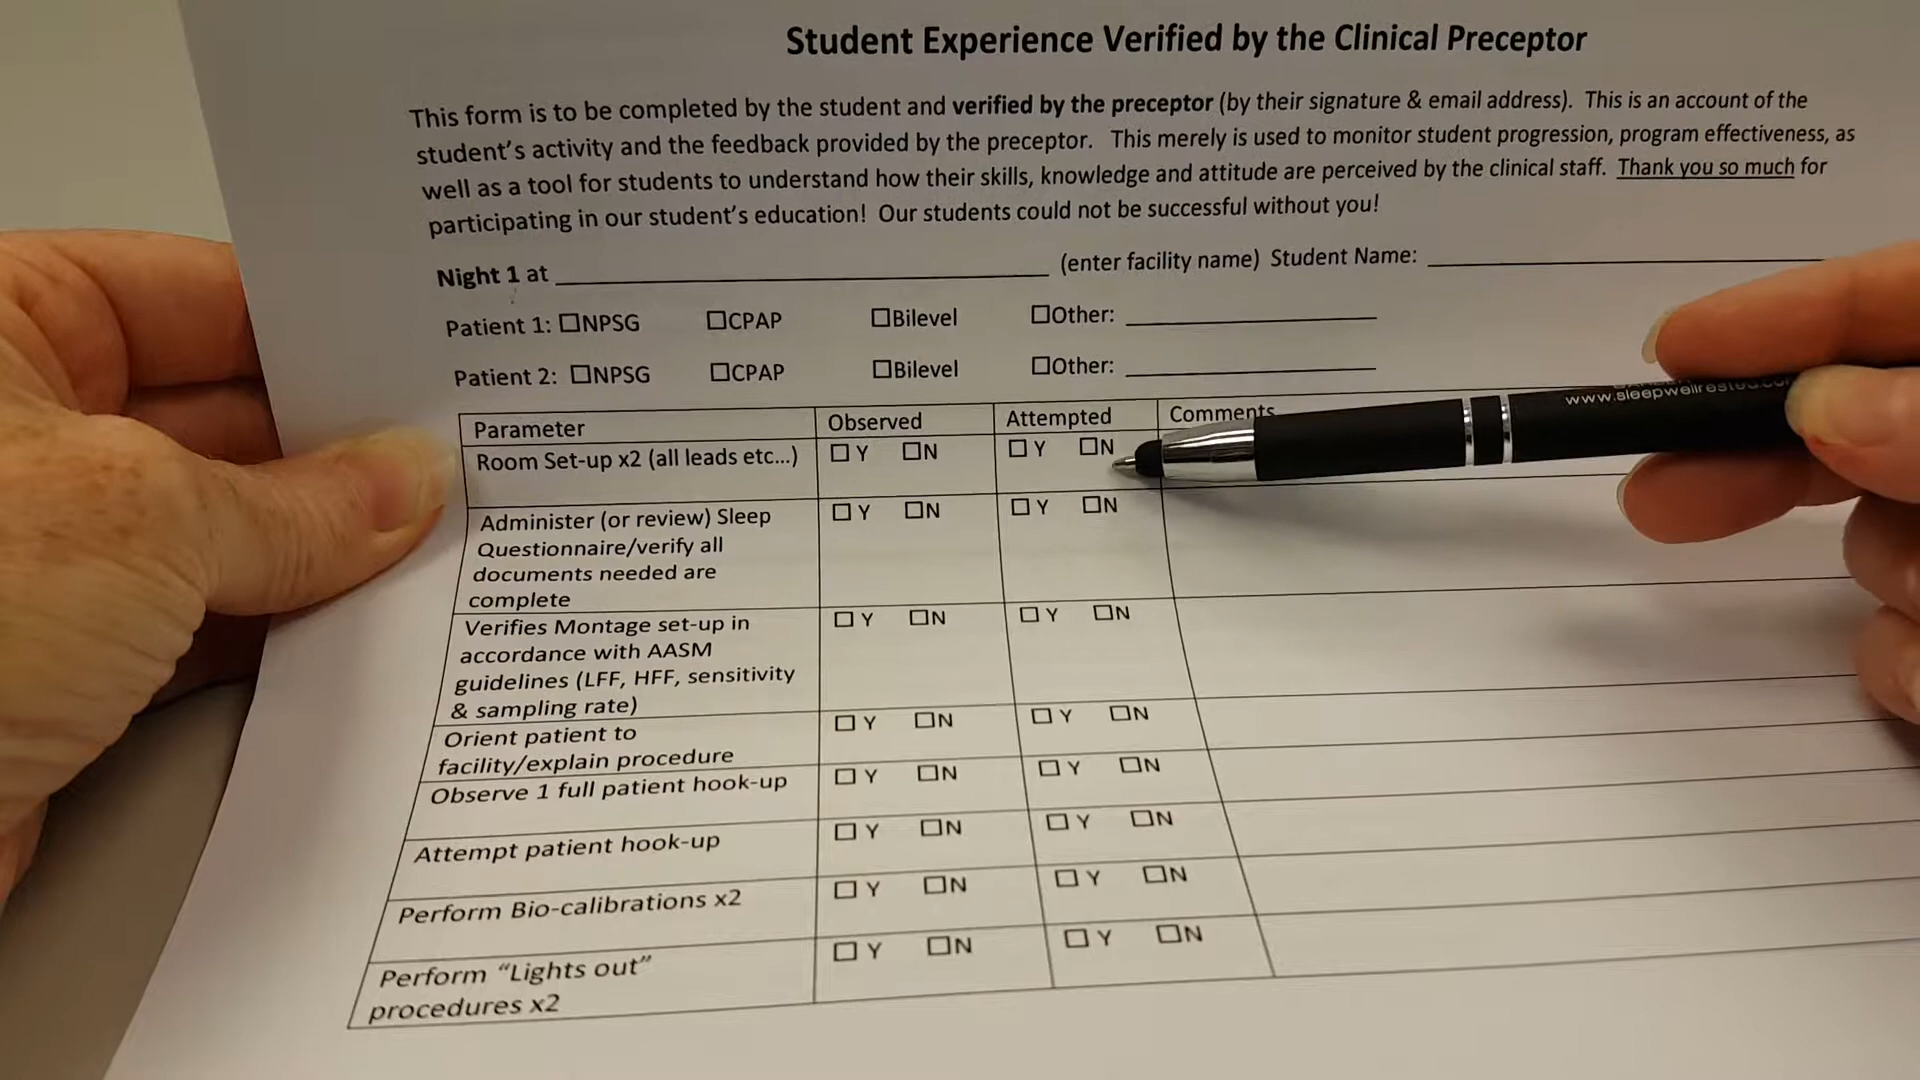 Student Experience Verified by the Clinical Preceptor
This form is to be completed by the student and verified by the preceptor (by their signature & email address). This is an account of the
student's activity and the feedback provided by the preceptor. This merely is used to monitor student progression, program effectiveness, as
well as a tool for students to understand how their skills, knowledge and attitude are perceived by the clinical staff. Thank you so much for
participating in our student's education! Our students could not be successful without you!
Night 1 at ______ (enter facility name) Student Name: ______
Patient 1: ☐NPSG ☐CPAP ☐Bilevel ☐Other: ______
Patient 2: ☐NPSG ☐CPAP ☐Bilevel ☐Other: ______
www.sleepwellrested.co
Parameter Observed Attempted Comments
Room Set-up x2 (all leads etc...) ☐ Y ☐N ☐ Y ☐N
Administer (or review) Sleep ☐ Y ☐N ☐ Y ☐N
Questionnaire/verify all
documents needed are
complete
Verifies Montage set-up in ☐ Y ☐N ☐ Y ☐N
accordance with AASM
guidelines (LFF, HFF, sensitivity
& sampling rate)
Orient patient to ☐ Y ☐N ☐ Y ☐N
facility/explain procedure
Observe 1 full patient hook-up ☐ Y ☐N ☐ Y ☐N
Attempt patient hook-up ☐ Y ☐N ☐ Y ☐N
Perform Bio-calibrations x2 ☐ Y ☐N ☐ Y ☐N
Perform "Lights out" ☐ Y ☐N ☐ Y ☐N
procedures x2